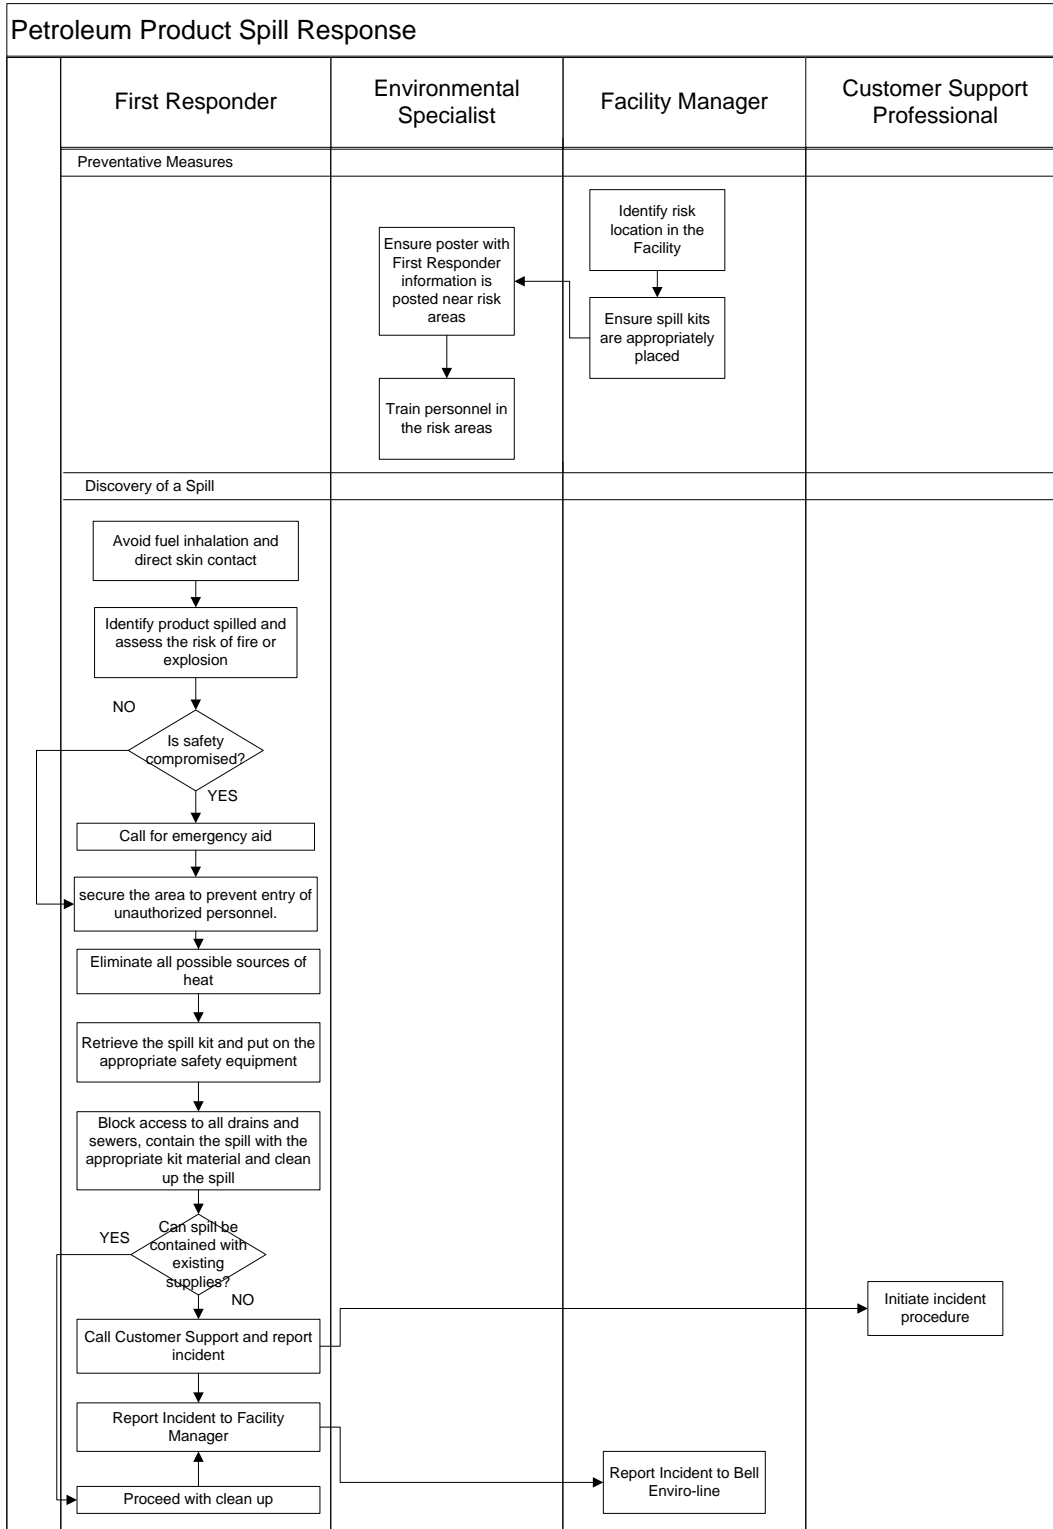 Petroleum Product Spill Response
First Responder
Environmental
Specialist
Facility Manager
Customer Support
Professional
Preventative Measures
Identify risk
location in the
Facility
Ensure poster with
First Responder
information is
posted near risk
areas
Ensure spill kits
are appropriately
placed
Train personnel in
the risk areas
Discovery of a Spill
Avoid fuel inhalation and
direct skin contact
Identify product spilled and
assess the risk of fire or
explosion
NO
Is safety
compromised?
YES
Call for emergency aid
secure the area to prevent entry of
unauthorized personnel.
Eliminate all possible sources of
heat
Retrieve the spill kit and put on the
appropriate safety equipment
Block access to all drains and
sewers, contain the spill with the
appropriate kit material and clean
up the spill
YES
Can spill be
contained with
existing
supplies?
NO
Initiate incident
procedure
Call Customer Support and report
incident
Report Incident to Facility
Manager
Report Incident to Bell
Enviro-line
Proceed with clean up